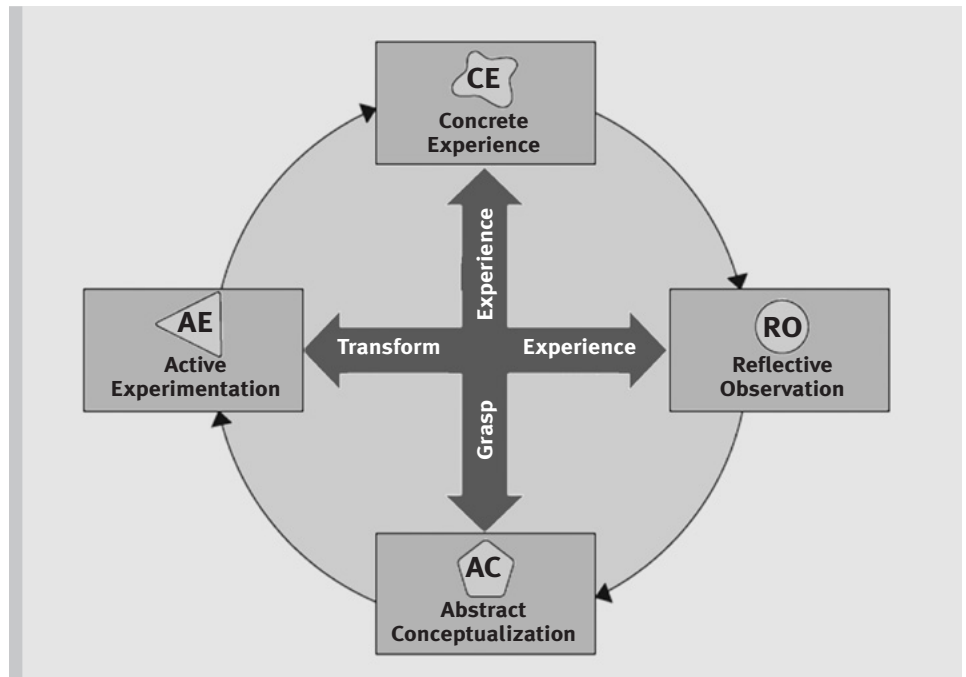 CE
Concrete
Experience
Experience
AE
Active
Experimentation
Transform
Experience
RO
Reflective
Observation
Grasp
AC
Abstract
Conceptualization